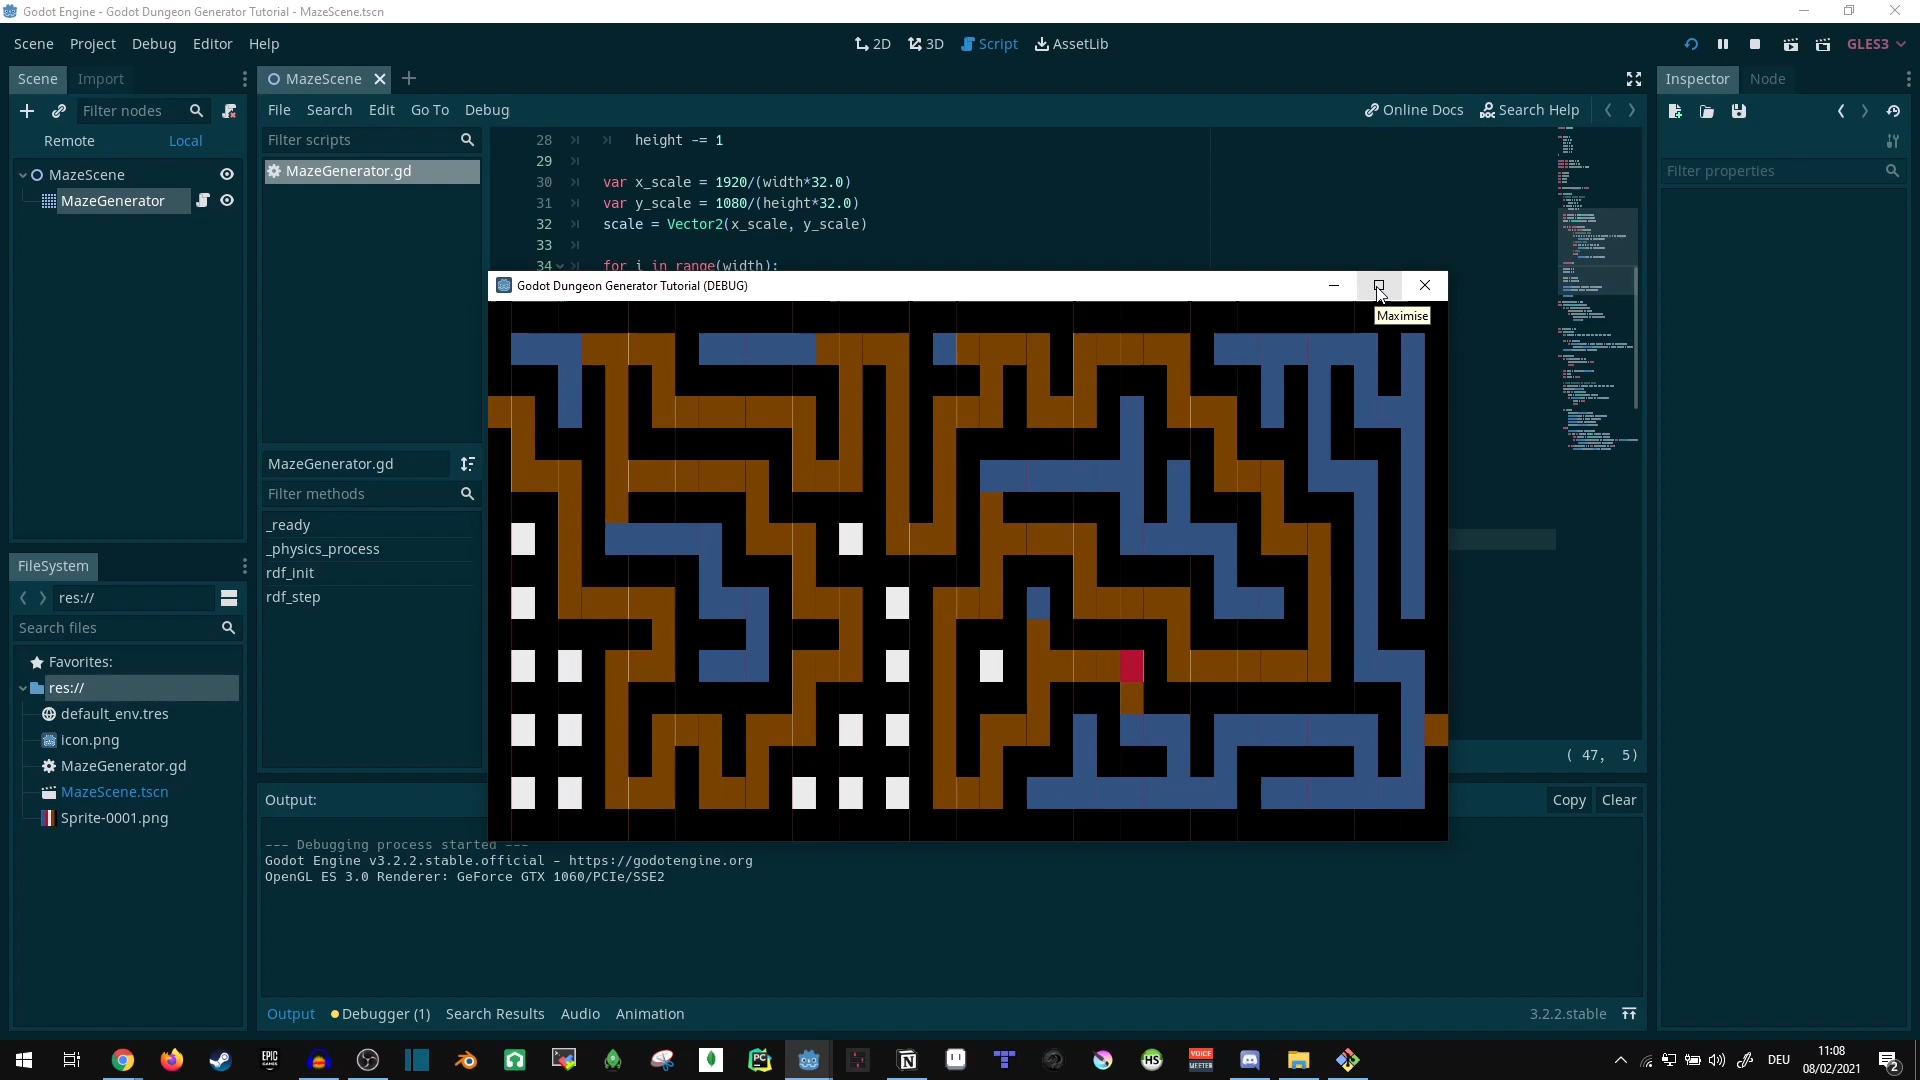 Godot Engine - Godot Dungeon Generator Tutorial - MazeScene.tscn
Scene Project Debug Editor Help
2D 3D Script AssetLib
GLES3
Scene Import
MazeScene
Inspector Node
Filter nodes
File Search Edit Go To Debug
Online Docs Search Help
Remote Local
Filter scripts
MazeScene
MazeGenerator
MazeGenerator.gd
Filter properties
28 height -= 1
29
30 var x_scale = 1920/(width*32.0)
31 var y_scale = 1080/(height*32.0)
32 scale = Vector2(x_scale, y_scale)
33
34 for i in range(width):
Godot Dungeon Generator Tutorial (DEBUG)
Maximise
MazeGenerator.gd
Filter methods
_ready
_physics_process
rdf_init
rdf_step
FileSystem
res://
Search files
Favorites:
res://
default_env.tres
icon.png
MazeGenerator.gd
MazeScene.tscn
Sprite-0001.png
( 47, 5)
Output:
Copy Clear
--- Debugging process started ---
Godot Engine v3.2.2.stable.official - https://godotengine.org
OpenGL ES 3.0 Renderer: GeForce GTX 1060/PCIe/SSE2
Output Debugger (1) Search Results Audio Animation
3.2.2.stable
EPIC GAMES
PC
N
HS
VOICE MEETER
DEU
11:08
08/02/2021
2